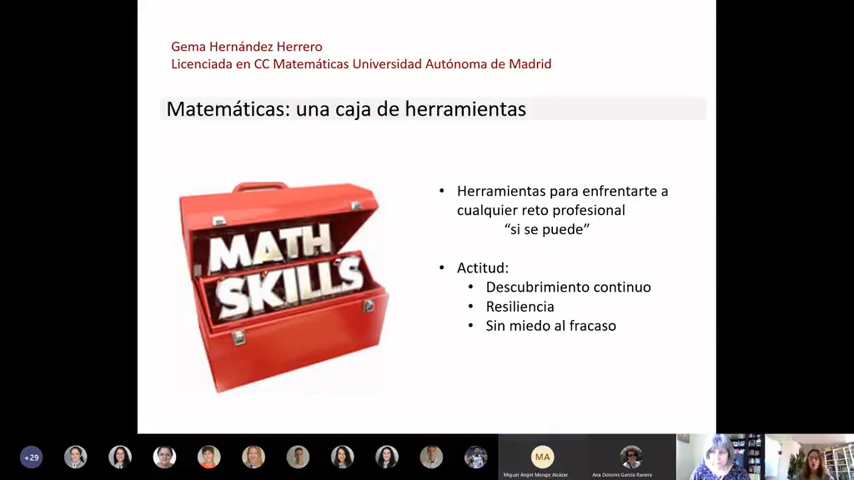 Gema Hernández Herrero
Licenciada en CC Matemáticas Universidad Autónoma de Madrid
Matemáticas: una caja de herramientas
MATH
SKILLS
• Herramientas para enfrentarte a
cualquier reto profesional
“si se puede”
• Actitud:
• Descubrimiento continuo
• Resiliencia
• Sin miedo al fracaso
+29
MA
Miguel Angel Monge Alcázar
Ana Dolores García Ranera